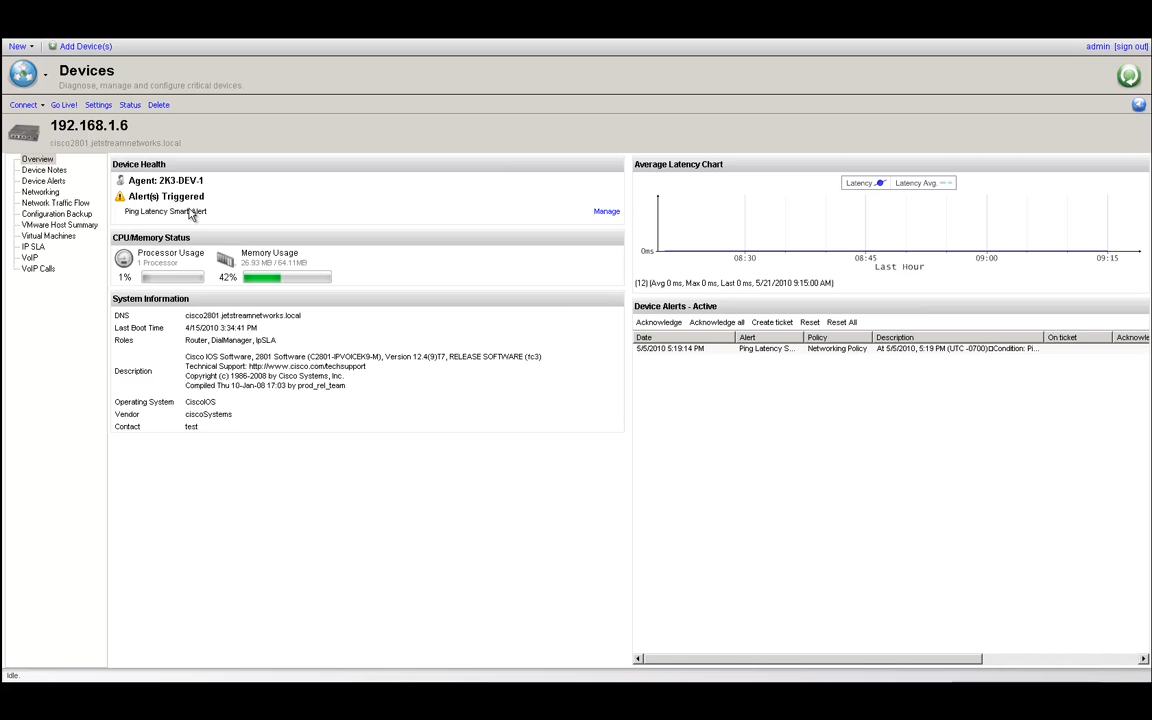 New
Add Device(s)
admin [sign out]
Devices
Diagnose, manage and configure critical devices.
Connect
Go Live!
Settings
Status
Delete
192.168.1.6
cisco2801.jetstreamnetworks.local
Overview
Device Notes
Device Alerts
Networking
Network Traffic Flow
Configuration Backup
VMware Host Summary
Virtual Machines
IP SLA
VoIP
VoIP Calls
Device Health
Agent: 2K3-DEV-1
Alert(s) Triggered
Ping Latency Smart Alert
Manage
CPU/Memory Status
Processor Usage
1 Processor
1%
Memory Usage
26.93 MB / 64.11MB
42%
System Information
DNS cisco2801.jetstreamnetworks.local
Last Boot Time 4/15/2010 3:34:41 PM
Roles Router, DialManager, IpSLA
Description
Cisco IOS Software, 2801 Software (C2801-IPVOICEK9-M), Version 12.4(9)T7, RELEASE SOFTWARE (fc3)
Technical Support: http://www.cisco.com/techsupport
Copyright (c) 1986-2008 by Cisco Systems, Inc.
Compiled Thu 10-Jan-08 17:03 by prod_rel_team
Operating System CiscoIOS
Vendor ciscoSystems
Contact test
Average Latency Chart
Latency Latency Avg.
0ms
08:30 08:45 09:00 09:15
Last Hour
(12) (Avg 0 ms, Max 0 ms, Last 0 ms, 5/21/2010 9:15:00 AM)
Device Alerts - Active
Acknowledge Acknowledge all Create ticket Reset Reset All
Date Alert Policy Description On ticket Acknowle
5/5/2010 5:19:14 PM Ping Latency S... Networking Policy At 5/5/2010, 5:19 PM (UTC -0700)□Condition: Pi...
Idle.